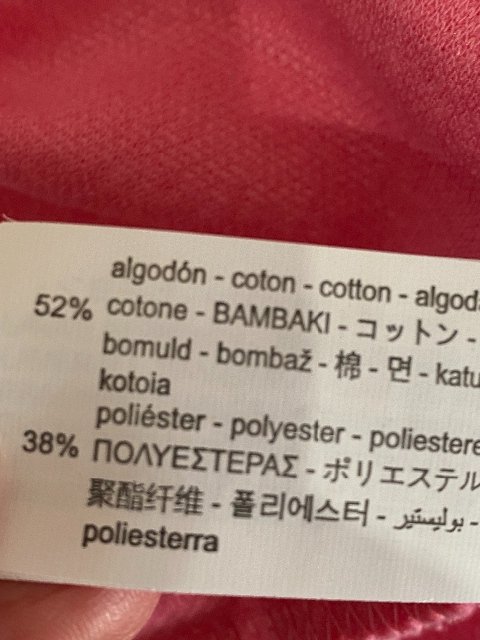 algodón - coton - cotton - algod
52% cotone - BAMBAKI - コットン -
bomuld - bombaž - 棉 - 면 - katu
kotoia
poliéster - polyester - poliestere
38% ΠΟΛΥΕΣΤΕΡΑΣ - ポリエステル
聚酯纤维 - 폴리에스터 - بوليستير -
poliesterra